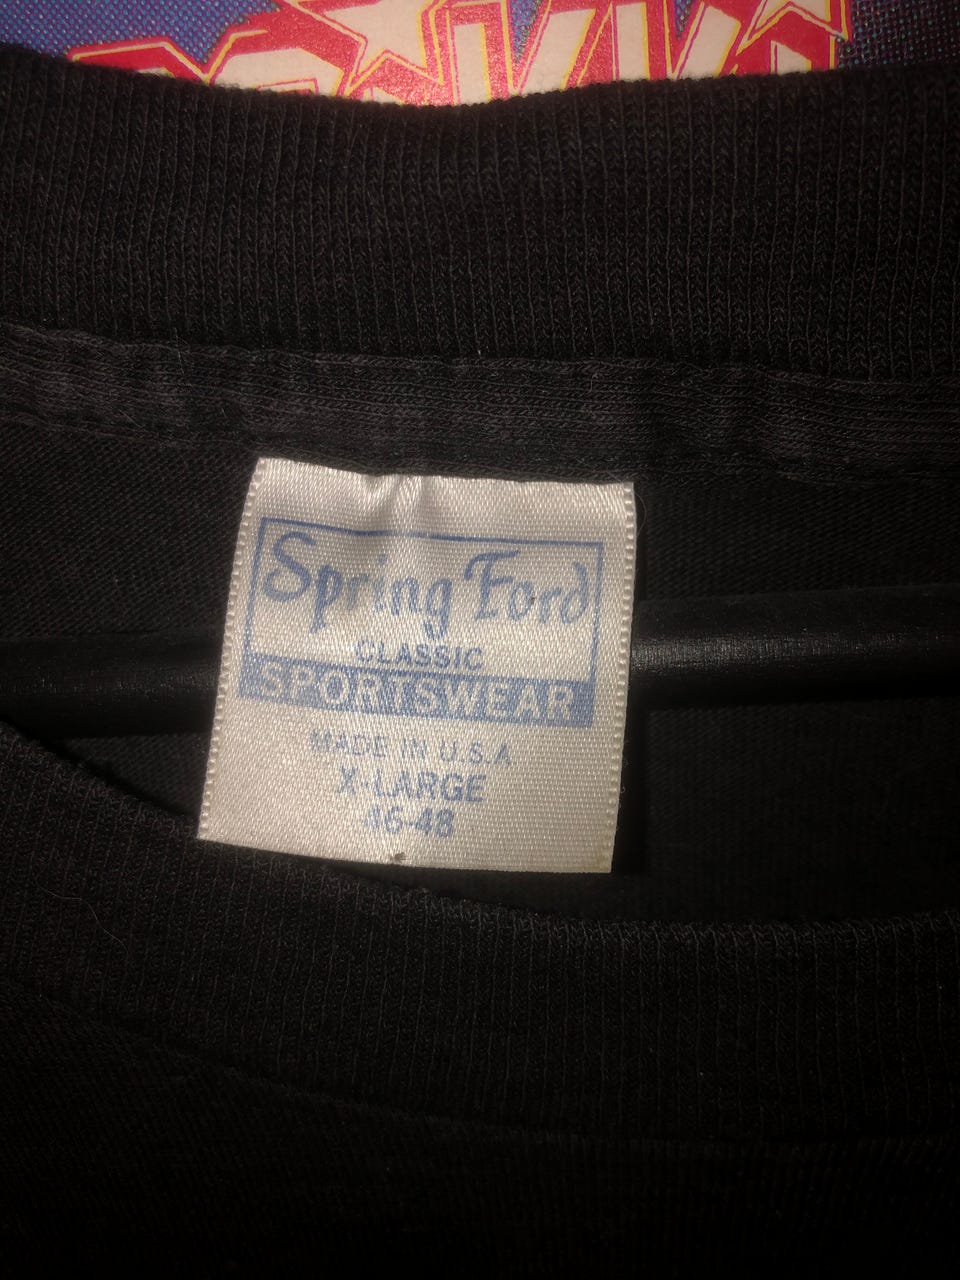 Spring Ford
CLASSIC
SPORTSWEAR
MADE IN U.S.A
X-LARGE
46-48